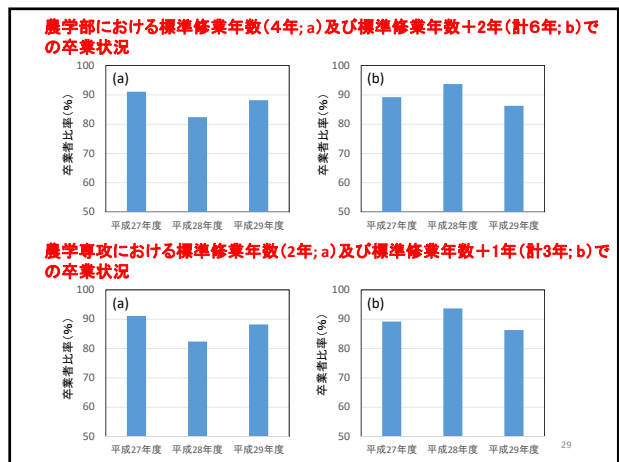 農学部における標準修業年数(4年; a)及び標準修業年数+2年(計6年; b)で
の卒業状況
100
90
80
70
60
50
卒業者比率(%)
(a)
平成27年度 平成28年度 平成29年度
100
90
80
70
60
50
卒業者比率(%)
(b)
平成27年度 平成28年度 平成29年度
農学専攻における標準修業年数(2年; a)及び標準修業年数+1年(計3年; b)で
の卒業状況
100
90
80
70
60
50
卒業者比率(%)
(a)
平成27年度 平成28年度 平成29年度
100
90
80
70
60
50
卒業者比率(%)
(b)
平成27年度 平成28年度 平成29年度
29